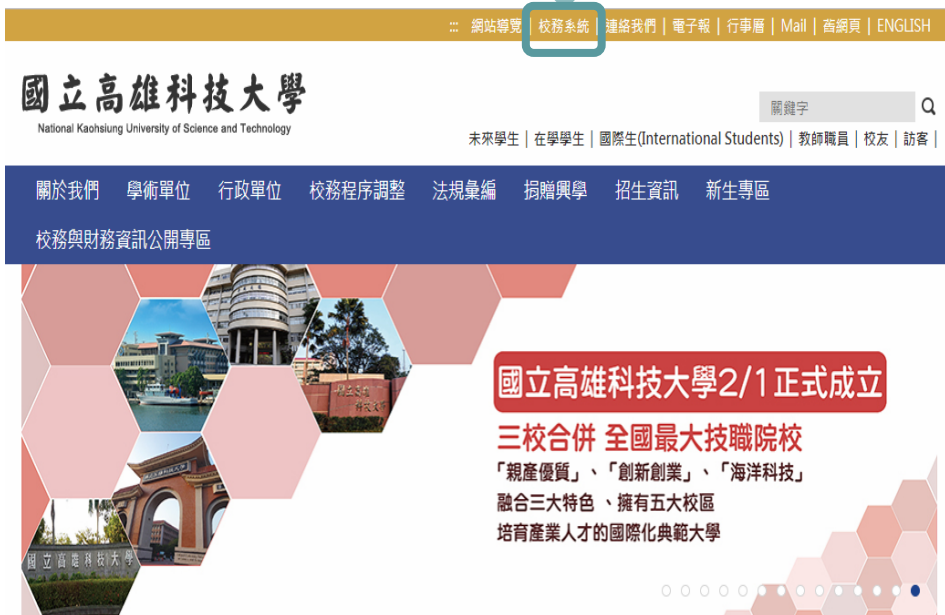 ::: 網站導覽 | 校務系統 | 連絡我們 | 電子報 | 行事曆 | Mail | 舊網頁 | ENGLISH
國立高雄科技大學
National Kaohsiung University of Science and Technology
關鍵字
未來學生 | 在學學生 | 國際生(International Students) | 教師職員 | 校友 | 訪客 |
關於我們 學術單位 行政單位 校務程序調整 法規彙編 捐贈興學 招生資訊 新生專區
校務與財務資訊公開專區
國立高雄科技大學2/1正式成立
三校合併 全國最大技職院校
「親產優質」、「創新創業」、「海洋科技」
融合三大特色、擁有五大校區
培育產業人才的國際化典範大學
國立高雄科技大學